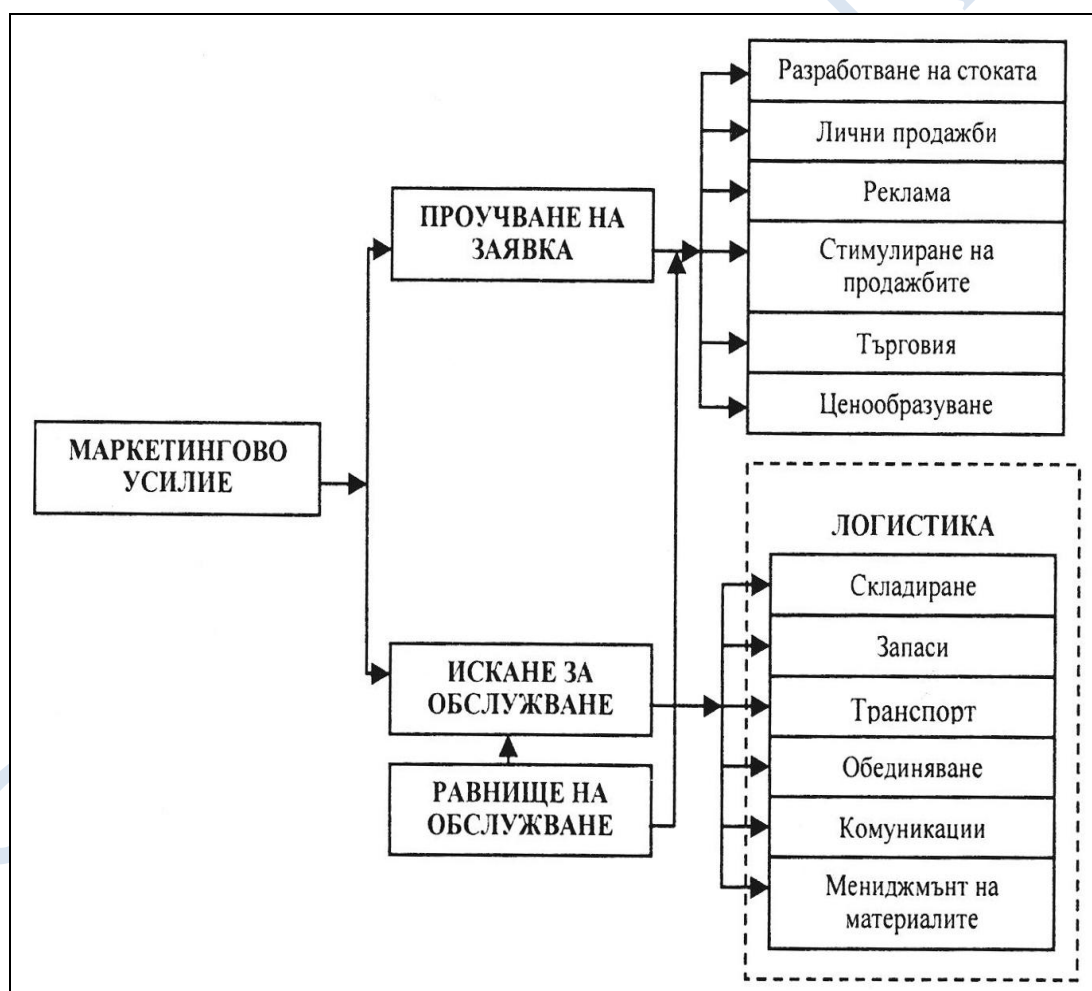 Разработване на стоката
Лични продажби
Реклама
Стимулиране на
продажбите
Търговия
Ценообразуване
ПРОУЧВАНЕ НА
ЗАЯВКА
МАРКЕТИНГОВО
УСИЛИЕ
ИСКАНЕ ЗА
ОБСЛУЖВАНЕ
РАВНИЩЕ НА
ОБСЛУЖВАНЕ
ЛОГИСТИКА
Складиране
Запаси
Транспорт
Обединяване
Комуникации
Мениджмънт на
материалите